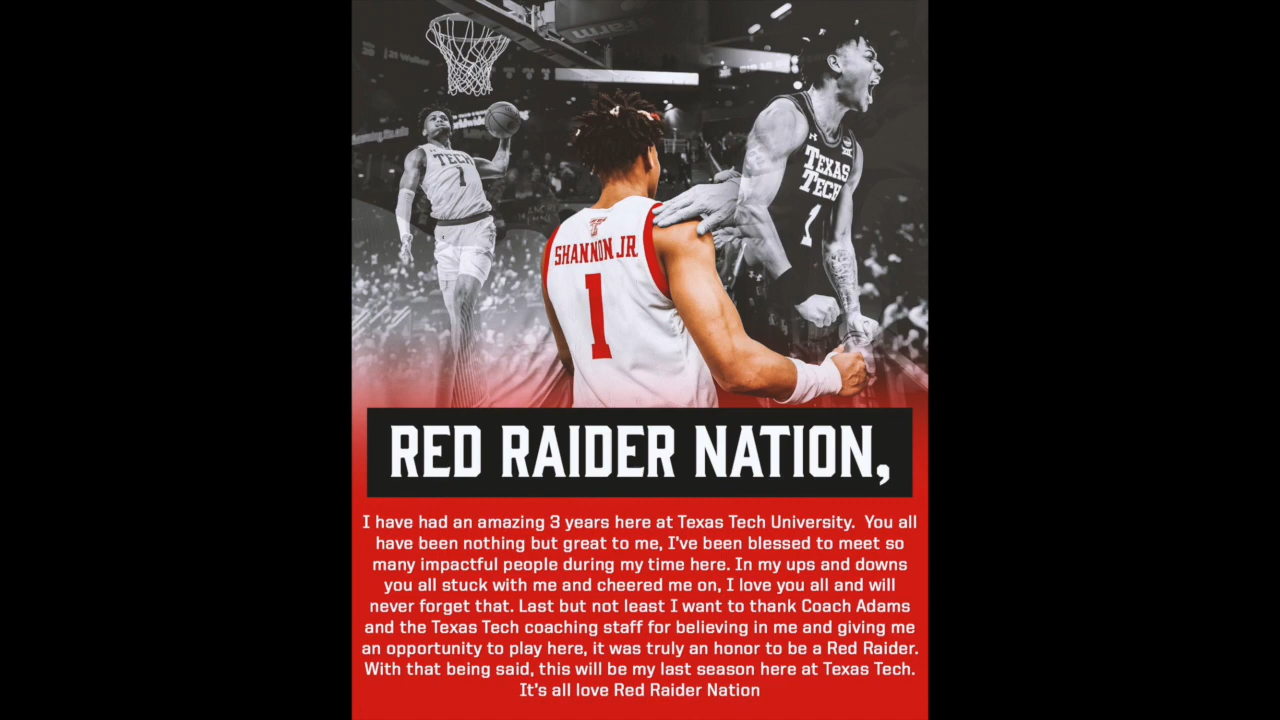 TECH
1
TEXAS
TECH
1
SHANNON JR
1
RED RAIDER NATION,
I have had an amazing 3 years here at Texas Tech University.  You all
have been nothing but great to me, I've been blessed to meet so
many impactful people during my time here. In my ups and downs
you all stuck with me and cheered me on, I love you all and will
never forget that. Last but not least I want to thank Coach Adams
and the Texas Tech coaching staff for believing in me and giving me
an opportunity to play here, it was truly an honor to be a Red Raider.
With that being said, this will be my last season here at Texas Tech.
It's all love Red Raider Nation